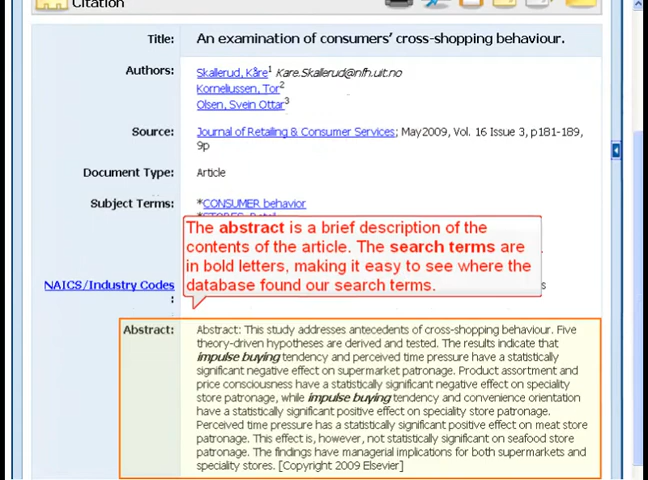 Citation
Title: An examination of consumers' cross-shopping behaviour.
Authors: Skallerud, Kåre1 Kare.Skallerud@nfh.uit.no
Korneliussen, Tor2
Olsen, Svein Ottar3
Source: Journal of Retailing & Consumer Services; May2009, Vol. 16 Issue 3, p181-189,
9p
Document Type: Article
Subject Terms: *CONSUMER behavior
The abstract is a brief description of the
contents of the article. The search terms are
in bold letters, making it easy to see where the
database found our search terms.
NAICS/Industry Codes
:
Abstract: Abstract: This study addresses antecedents of cross-shopping behaviour. Five
theory-driven hypotheses are derived and tested. The results indicate that
impulse buying tendency and perceived time pressure have a statistically
significant negative effect on supermarket patronage. Product assortment and
price consciousness have a statistically significant negative effect on speciality
store patronage, while impulse buying tendency and convenience orientation
have a statistically significant positive effect on speciality store patronage.
Perceived time pressure has a statistically significant positive effect on meat store
patronage. This effect is, however, not statistically significant on seafood store
patronage. The findings have managerial implications for both supermarkets and
speciality stores. [Copyright 2009 Elsevier]